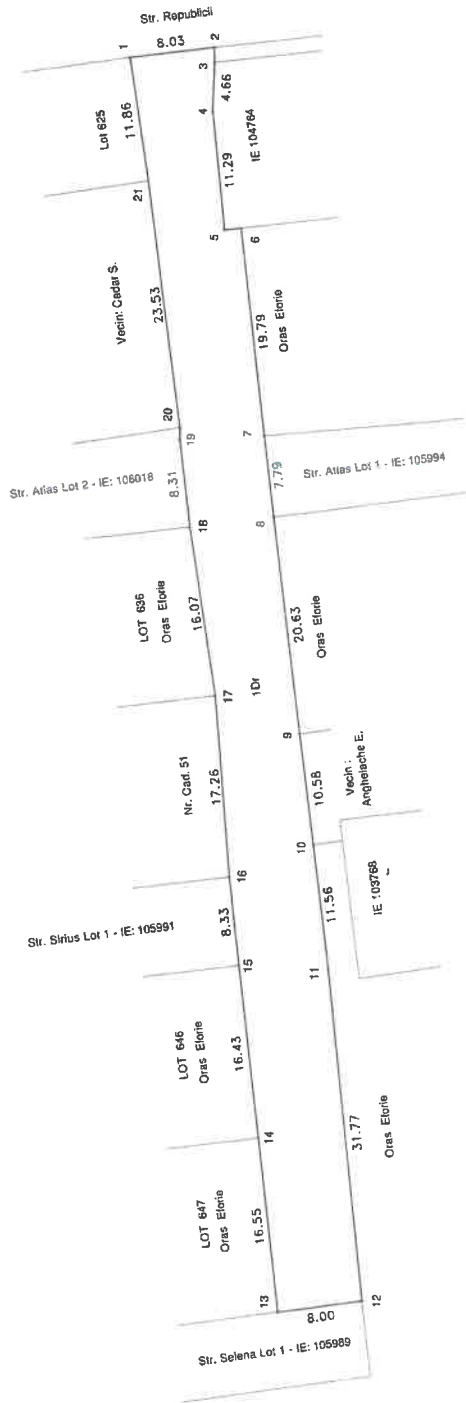 Str. Republicii
1
8.03
2
3
4.66
4
Lot 625
11.86
IE 104764
11.29
21
5
6
Vecin: Cadar S.
23.53
19.79
Oras Eforie
20
19
7
Str. Atlas Lot 2 - IE: 106018
8.31
7.79
Str. Atlas Lot 1 - IE: 105994
18
8
LOT 636
Oras Eforie
16.07
20.63
Oras Eforie
17
1Dr
9
Nr. Cad. 51
17.26
10.58
Vecin :
Anghelache E.
10
16
Str. Sirius Lot 1 - IE: 105991
8.33
11.56
IE 103768
15
11
LOT 646
Oras Eforie
16.43
14
31.77
Oras Eforie
LOT 647
Oras Eforie
16.55
13
8.00
12
Str. Selena Lot 1 - IE: 105989